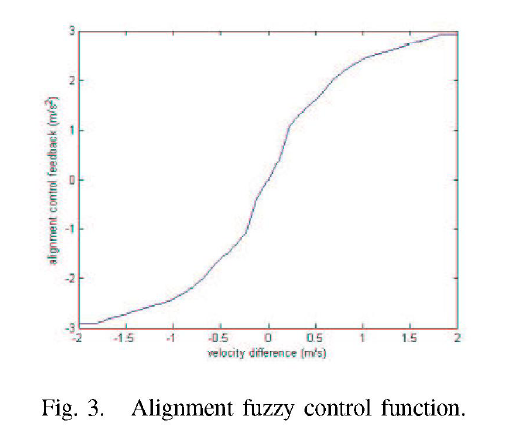 3
2
1
0
-1
-2
-3
alignment control feedback (m/s²)
-2 -1.5 -1 -0.5 0 0.5 1 1.5 2
velocity difference (m/s)
Fig. 3. Alignment fuzzy control function.